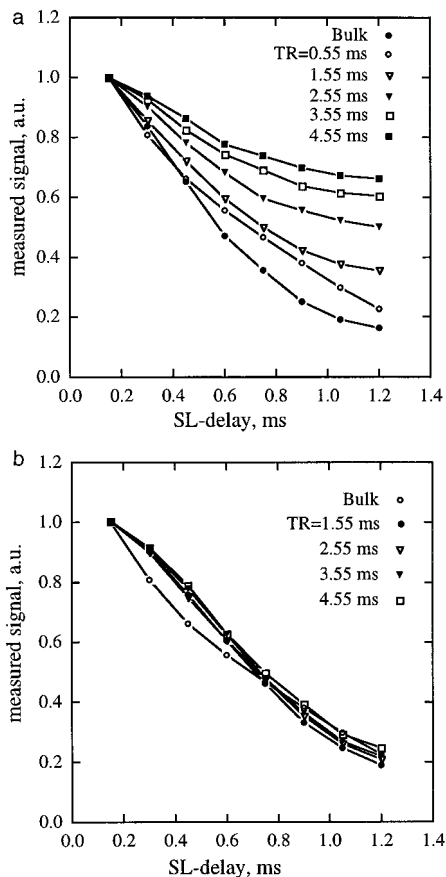 a
Bulk
TR=0.55 ms
1.55 ms
2.55 ms
3.55 ms
4.55 ms
measured signal, a.u.
1.2
1.0
0.8
0.6
0.4
0.2
0.0
0.0 0.2 0.4 0.6 0.8 1.0 1.2 1.4
SL-delay, ms
b
Bulk
TR=1.55 ms
2.55 ms
3.55 ms
4.55 ms
measured signal, a.u.
1.2
1.0
0.8
0.6
0.4
0.2
0.0
0.0 0.2 0.4 0.6 0.8 1.0 1.2 1.4
SL-delay, ms